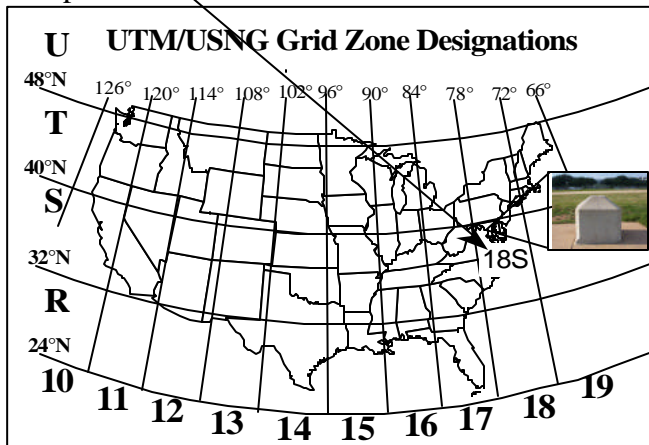 U UTM/USNG Grid Zone Designations
48°N 126° 120° 114° 108° 102° 96° 90° 84° 78° 72° 66°
T
40°N
S
18S
32°N
R
24°N
10 11 12 13 14 15 16 17 18 19